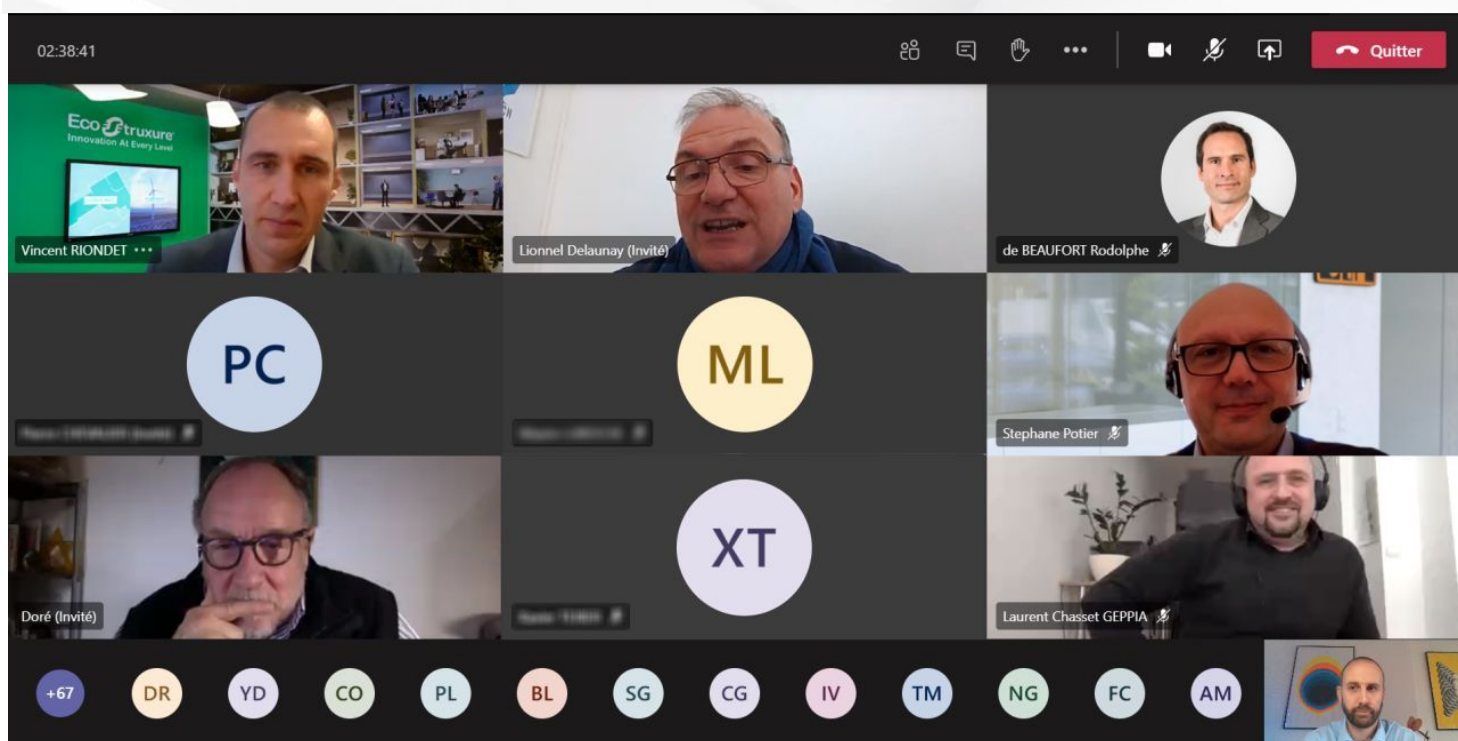 02:38:41
Quitter
EcoStruxure
Innovation At Every Level
Vincent RIONDET
Lionnel Delaunay (Invité)
de BEAUFORT Rodolphe
PC
ML
Stephane Potier
Doré (Invité)
XT
Laurent Chasset GEPPIA
+67
DR
YD
CO
PL
BL
SG
CG
IV
TM
NG
FC
AM